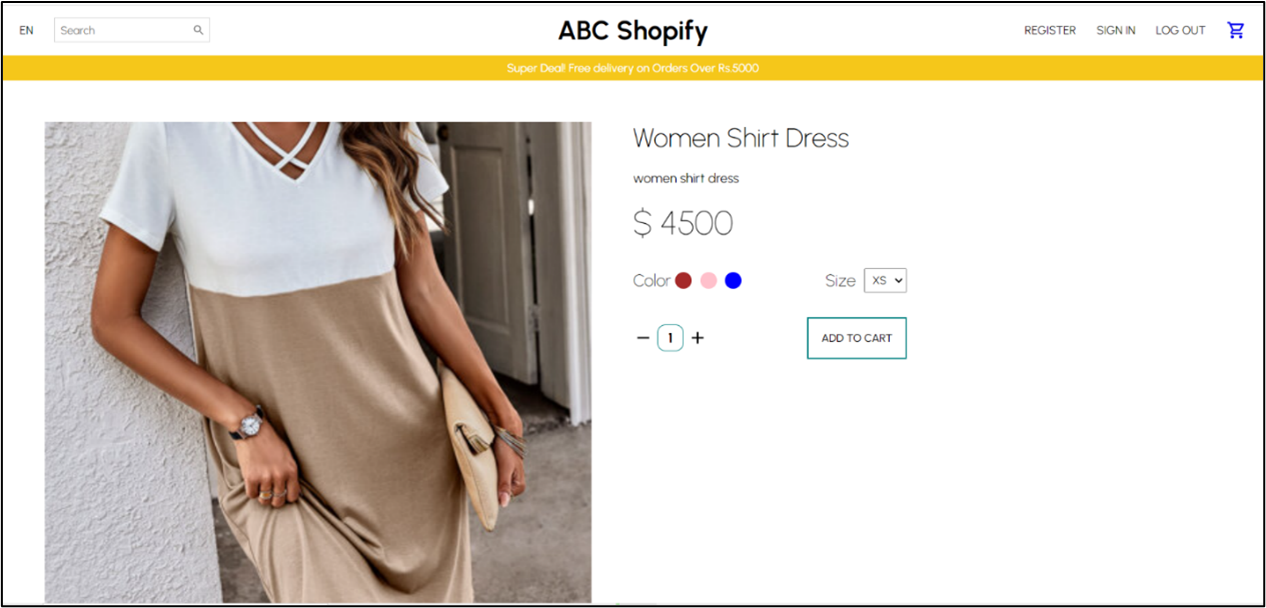 EN
Search
ABC Shopify
REGISTER SIGN IN LOG OUT
Super Deal! Free delivery on Orders Over Rs.5000
Women Shirt Dress
women shirt dress
$ 4500
Color
Size XS
− 1 +
ADD TO CART